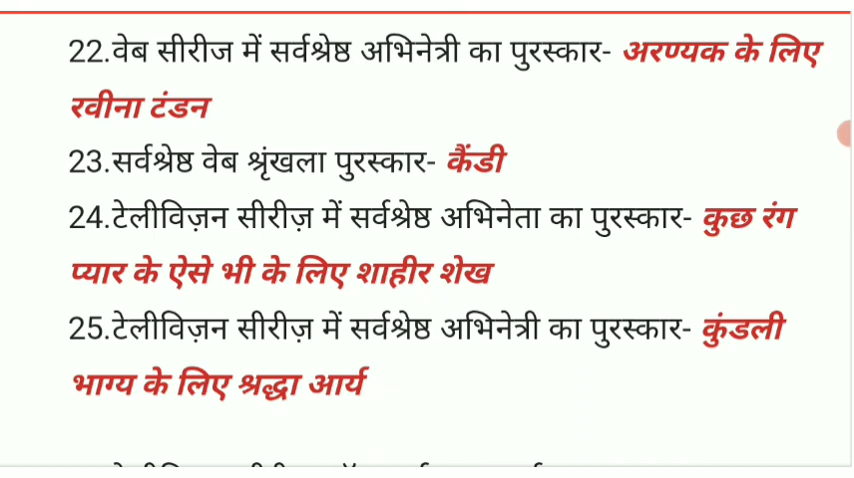 22.वेब सीरीज में सर्वश्रेष्ठ अभिनेत्री का पुरस्कार- अरण्यक के लिए
रवीना टंडन
23.सर्वश्रेष्ठ वेब श्रृंखला पुरस्कार- कैंडी
24.टेलीविज़न सीरीज़ में सर्वश्रेष्ठ अभिनेता का पुरस्कार- कुछ रंग
प्यार के ऐसे भी के लिए शाहीर शेख
25.टेलीविज़न सीरीज़ में सर्वश्रेष्ठ अभिनेत्री का पुरस्कार- कुंडली
भाग्य के लिए श्रद्धा आर्य